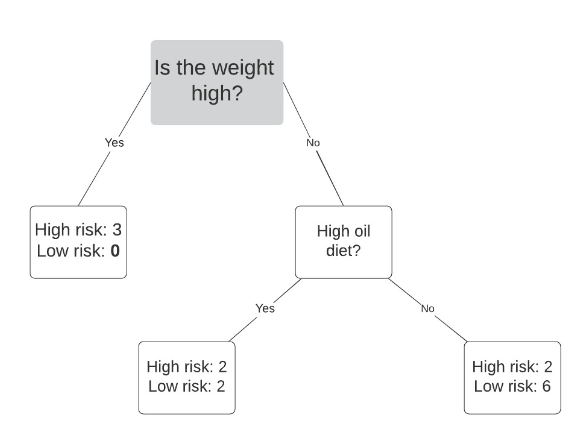 Is the weight
high?
Yes
No
High risk: 3
Low risk: 0
High oil
diet?
Yes
No
High risk: 2
Low risk: 2
High risk: 2
Low risk: 6